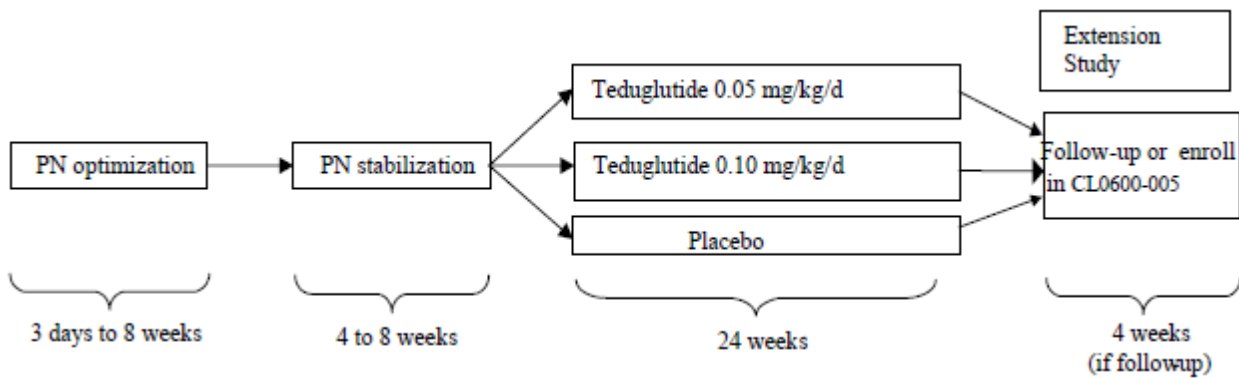 Extension
Study
Teduglutide 0.05 mg/kg/d
PN optimization
PN stabilization
Teduglutide 0.10 mg/kg/d
Follow-up or enroll
in CL0600-005
Placebo
3 days to 8 weeks
4 to 8 weeks
24 weeks
4 weeks
(if followup)